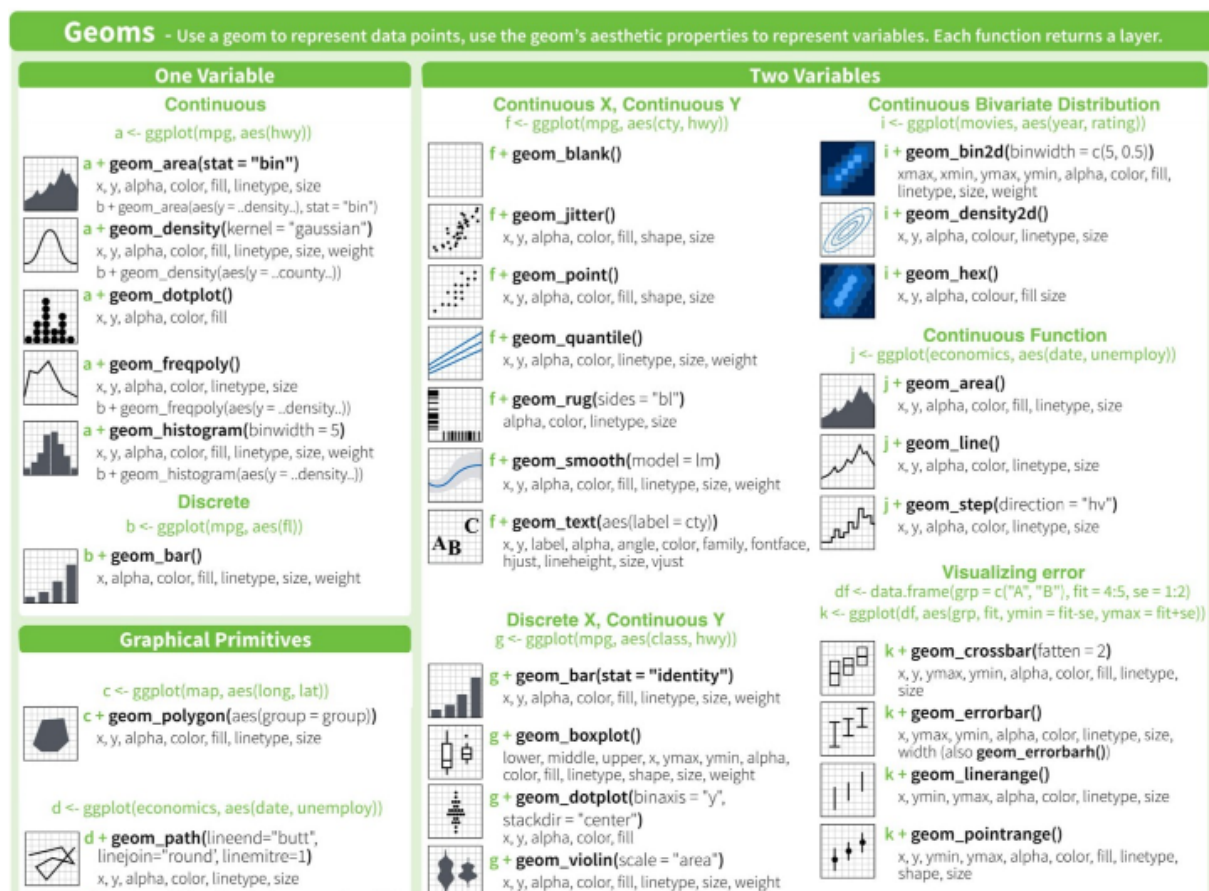 Geoms - Use a geom to represent data points, use the geom's aesthetic properties to represent variables. Each function returns a layer.
One Variable
Continuous
a <- ggplot(mpg, aes(hwy))
a + geom_area(stat = "bin")
x, y, alpha, color, fill, linetype, size
b + geom_area(aes(y = ..density..), stat = "bin")
a + geom_density(kernel = "gaussian")
x, y, alpha, color, fill, linetype, size, weight
b + geom_density(aes(y = ..county..))
a + geom_dotplot()
x, y, alpha, color, fill
a + geom_freqpoly()
x, y, alpha, color, linetype, size
b + geom_freqpoly(aes(y = ..density..))
a + geom_histogram(binwidth = 5)
x, y, alpha, color, fill, linetype, size, weight
b + geom_histogram(aes(y = ..density..))
Discrete
b <- ggplot(mpg, aes(fl))
b + geom_bar()
x, alpha, color, fill, linetype, size, weight
Graphical Primitives
c <- ggplot(map, aes(long, lat))
c + geom_polygon(aes(group = group))
x, y, alpha, color, fill, linetype, size
d <- ggplot(economics, aes(date, unemploy))
d + geom_path(lineend="butt",
linejoin="round', linemitre=1)
x, y, alpha, color, linetype, size
Two Variables
Continuous X, Continuous Y
f <- ggplot(mpg, aes(cty, hwy))
f + geom_blank()
f + geom_jitter()
x, y, alpha, color, fill, shape, size
f + geom_point()
x, y, alpha, color, fill, shape, size
f + geom_quantile()
x, y, alpha, color, linetype, size, weight
f + geom_rug(sides = "bl")
alpha, color, linetype, size
f + geom_smooth(model = lm)
x, y, alpha, color, fill, linetype, size, weight
A B C
f + geom_text(aes(label = cty))
x, y, label, alpha, angle, color, family, fontface,
hjust, lineheight, size, vjust
Discrete X, Continuous Y
g <- ggplot(mpg, aes(class, hwy))
g + geom_bar(stat = "identity")
x, y, alpha, color, fill, linetype, size, weight
g + geom_boxplot()
lower, middle, upper, x, ymax, ymin, alpha,
color, fill, linetype, shape, size, weight
g + geom_dotplot(binaxis = "y",
stackdir = "center")
x, y, alpha, color, fill
g + geom_violin(scale = "area")
x, y, alpha, color, fill, linetype, size, weight
Continuous Bivariate Distribution
i <- ggplot(movies, aes(year, rating))
i + geom_bin2d(binwidth = c(5, 0.5))
xmax, xmin, ymax, ymin, alpha, color, fill,
linetype, size, weight
i + geom_density2d()
x, y, alpha, colour, linetype, size
i + geom_hex()
x, y, alpha, colour, fill size
Continuous Function
j <- ggplot(economics, aes(date, unemploy))
j + geom_area()
x, y, alpha, color, fill, linetype, size
j + geom_line()
x, y, alpha, color, linetype, size
j + geom_step(direction = "hv")
x, y, alpha, color, linetype, size
Visualizing error
df <- data.frame(grp = c("A", "B"), fit = 4:5, se = 1:2)
k <- ggplot(df, aes(grp, fit, ymin = fit-se, ymax = fit+se))
k + geom_crossbar(fatten = 2)
x, y, ymax, ymin, alpha, color, fill, linetype,
size
k + geom_errorbar()
x, ymax, ymin, alpha, color, linetype, size,
width (also geom_errorbarh())
k + geom_linerange()
x, ymin, ymax, alpha, color, linetype, size
k + geom_pointrange()
x, y, ymin, ymax, alpha, color, fill, linetype,
shape, size